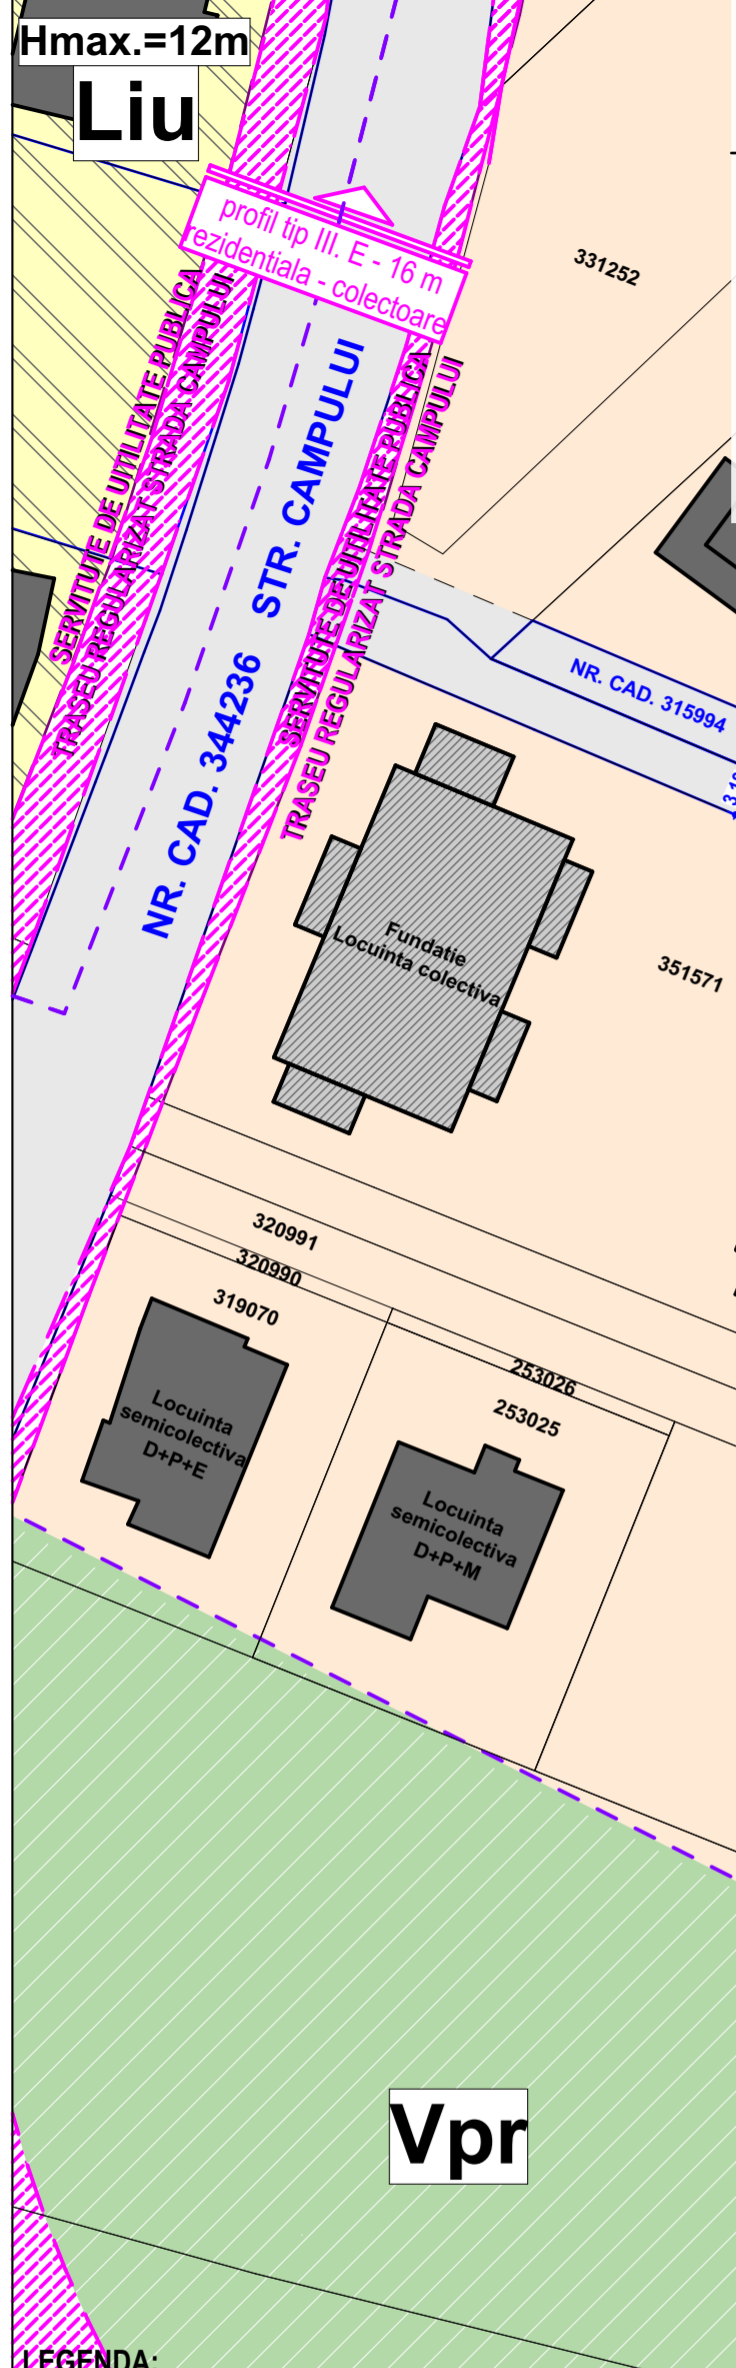 Hmax.=12m
Liu
profil tip III. E - 16 m
rezidentiala - colectoare
331252
SERVITUTE DE UITILITATE PUBLICA
TRASEU REGULARIZAT STRADA CAMPULUI
NR. CAD. 344236 STR. CAMPULUI
SERVITUTE DE UITILITATE PUBLICA
TRASEU REGULARIZAT STRADA CAMPULUI
NR. CAD. 315994
Fundatie
Locuinta colectiva
351571
320991
320990
319070
253026
253025
Locuinta
semicolectiva
D+P+E
Locuinta
semicolectiva
D+P+M
Vpr
LEGENDA: